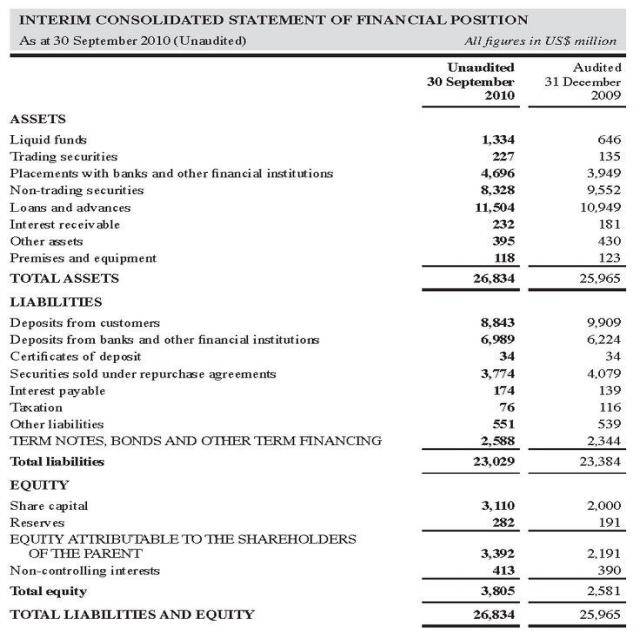 INTERIM CONSOLIDATED STATEMENT OF FINANCIAL POSITION
As at 30 September 2010 (Unaudited) All figures in US$ million
Unaudited Audited
30 September 31 December
2010 2009
ASSETS
Liquid funds 1,334 646
Trading securities 227 135
Placements with banks and other financial institutions 4,696 3,949
Non-trading securities 8,328 9,552
Loans and advances 11,504 10,949
Interest receivable 232 181
Other assets 395 430
Premises and equipment 118 123
TOTAL ASSETS 26,834 25,965
LIABILITIES
Deposits from customers 8,843 9,909
Deposits from banks and other financial institutions 6,989 6,224
Certificates of deposit 34 34
Securities sold under repurchase agreements 3,774 4,079
Interest payable 174 139
Taxation 76 116
Other liabilities 551 539
TERM NOTES, BONDS AND OTHER TERM FINANCING 2,588 2,344
Total liabilities 23,029 23,384
EQUITY
Share capital 3,110 2,000
Reserves 282 191
EQUITY ATTRIBUTABLE TO THE SHAREHOLDERS
OF THE PARENT 3,392 2,191
Non-controlling interests 413 390
Total equity 3,805 2,581
TOTAL LIABILITIES AND EQUITY 26,834 25,965